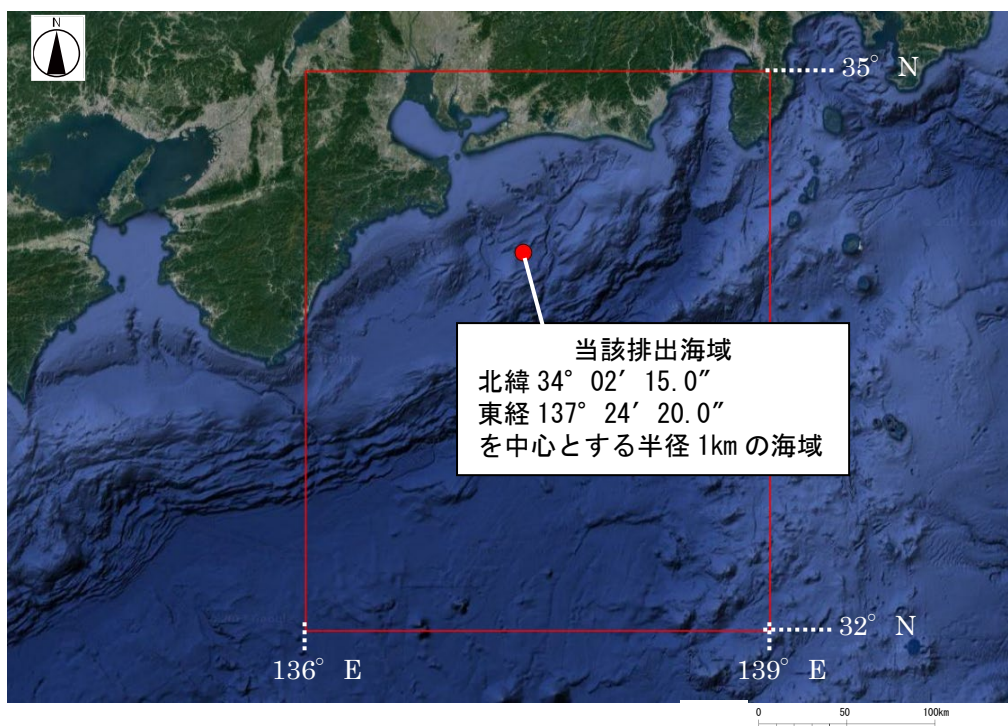 N
35° N
当該排出海域
北緯 34° 02′ 15.0″
東経 137° 24′ 20.0″
を中心とする半径 1km の海域
32° N
136° E
139° E
0 50 100km